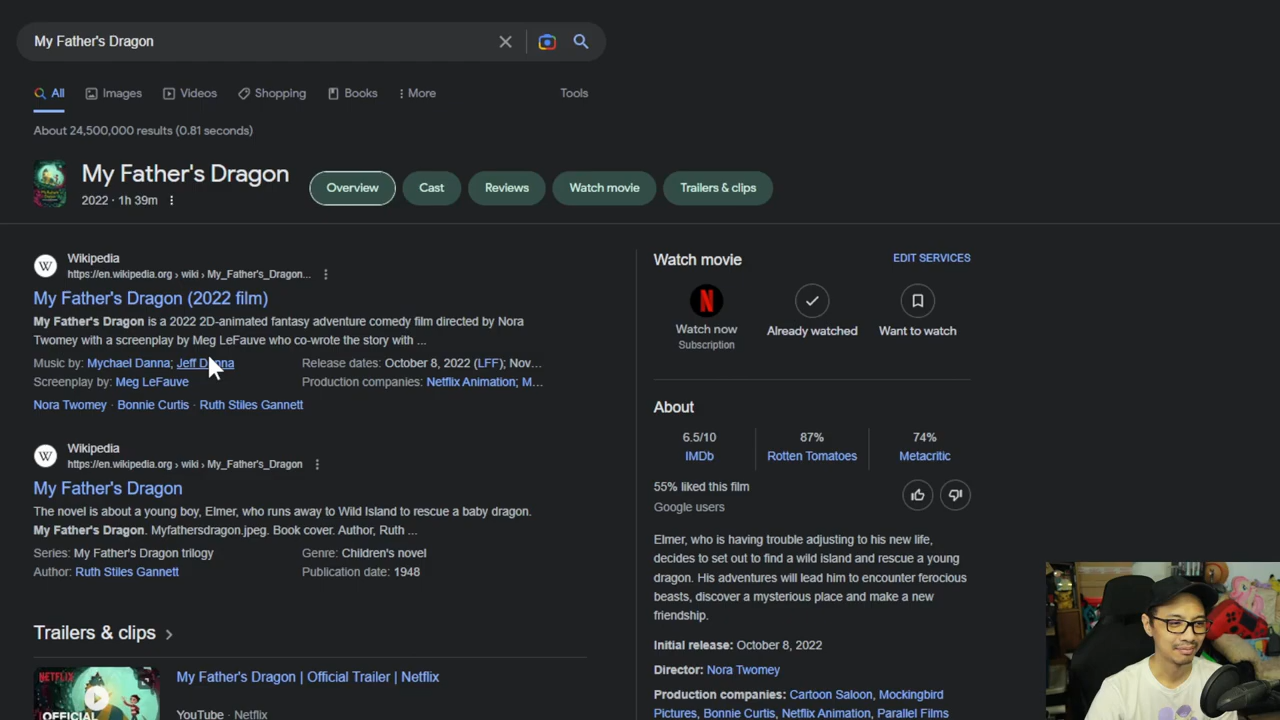 My Father's Dragon
All
Images
Videos
Shopping
Books
More
Tools
About 24,500,000 results (0.81 seconds)
My Father's Dragon
2022 · 1h 39m
Overview
Cast
Reviews
Watch movie
Trailers & clips
Wikipedia
https://en.wikipedia.org › wiki › My_Father's_Dragon...
My Father's Dragon (2022 film)
My Father's Dragon is a 2022 2D-animated fantasy adventure comedy film directed by Nora
Twomey with a screenplay by Meg LeFauve who co-wrote the story with ...
Music by: Mychael Danna; Jeff Danna
Release dates: October 8, 2022 (LFF); Nov...
Screenplay by: Meg LeFauve
Production companies: Netflix Animation; M...
Nora Twomey · Bonnie Curtis · Ruth Stiles Gannett
Wikipedia
https://en.wikipedia.org › wiki › My_Father's_Dragon
My Father's Dragon
The novel is about a young boy, Elmer, who runs away to Wild Island to rescue a baby dragon.
My Father's Dragon. Myfathersdragon.jpeg. Book cover. Author, Ruth ...
Series: My Father's Dragon trilogy
Genre: Children's novel
Author: Ruth Stiles Gannett
Publication date: 1948
Trailers & clips
NETFLIX
OFFICIAL
My Father's Dragon | Official Trailer | Netflix
YouTube · Netflix
Watch movie
EDIT SERVICES
N
Watch now
Subscription
Already watched
Want to watch
About
6.5/10
IMDb
87%
Rotten Tomatoes
74%
Metacritic
55% liked this film
Google users
Elmer, who is having trouble adjusting to his new life,
decides to set out to find a wild island and rescue a young
dragon. His adventures will lead him to encounter ferocious
beasts, discover a mysterious place and make a new
friendship.
Initial release: October 8, 2022
Director: Nora Twomey
Production companies: Cartoon Saloon, Mockingbird
Pictures, Bonnie Curtis, Netflix Animation, Parallel Films